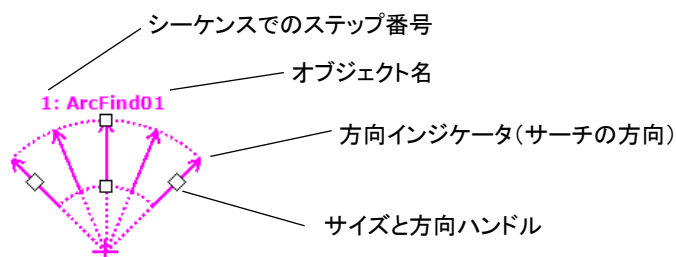 シーケンスでのステップ番号
オブジェクト名
1: ArcFind01
方向インジケータ(サーチの方向)
サイズと方向ハンドル